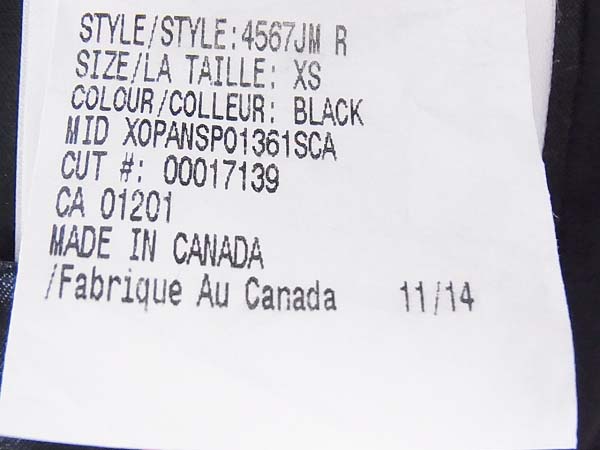 STYLE/STYLE:4567JM R
SIZE/LA TAILLE: XS
COLOUR/COLLEUR: BLACK
MID XOPANSPO1361SCA
CUT #: 00017139
CA 01201
MADE IN CANADA
/Fabrique Au Canada 11/14